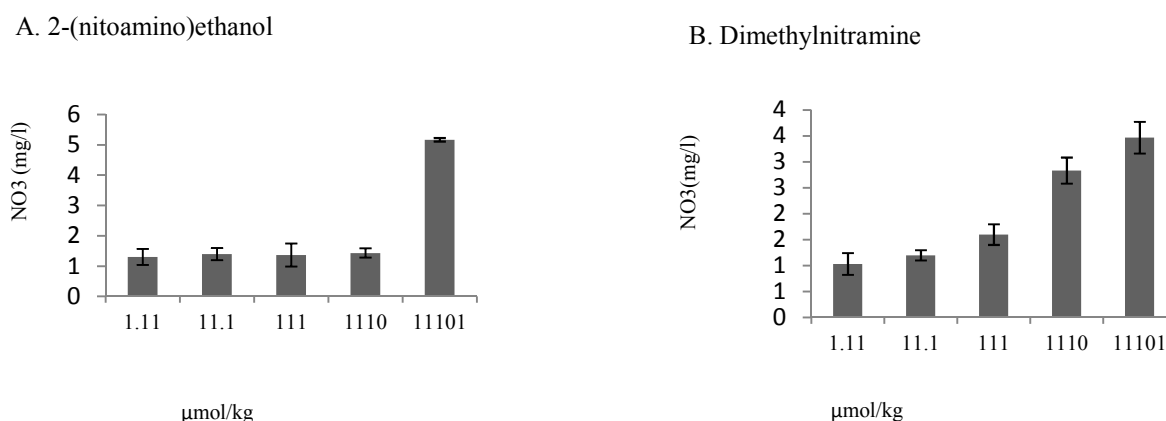 A. 2-(nitoamino)ethanol
NO3 (mg/l)
6
5
4
3
2
1
0
1.11 11.1 111 1110 11101
μmol/kg
B. Dimethylnitramine
NO3(mg/l)
4
4
3
3
2
2
1
1
0
1.11 11.1 111 1110 11101
μmol/kg